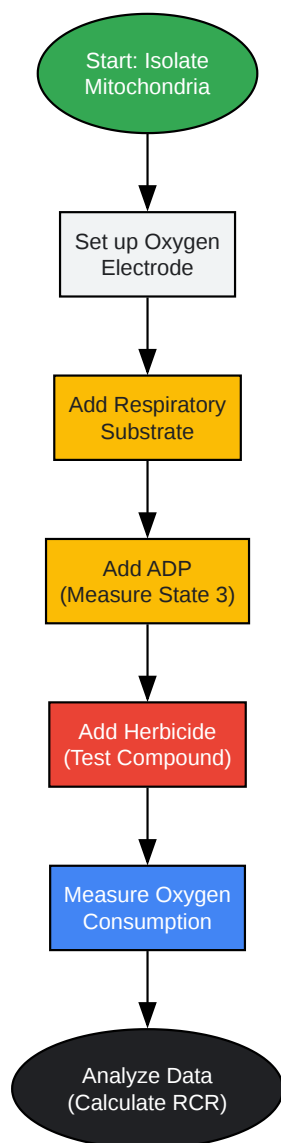 Start: Isolate
Mitochondria
Set up Oxygen
Electrode
Add Respiratory
Substrate
Add ADP
(Measure State 3)
Add Herbicide
(Test Compound)
Measure Oxygen
Consumption
Analyze Data
(Calculate RCR)